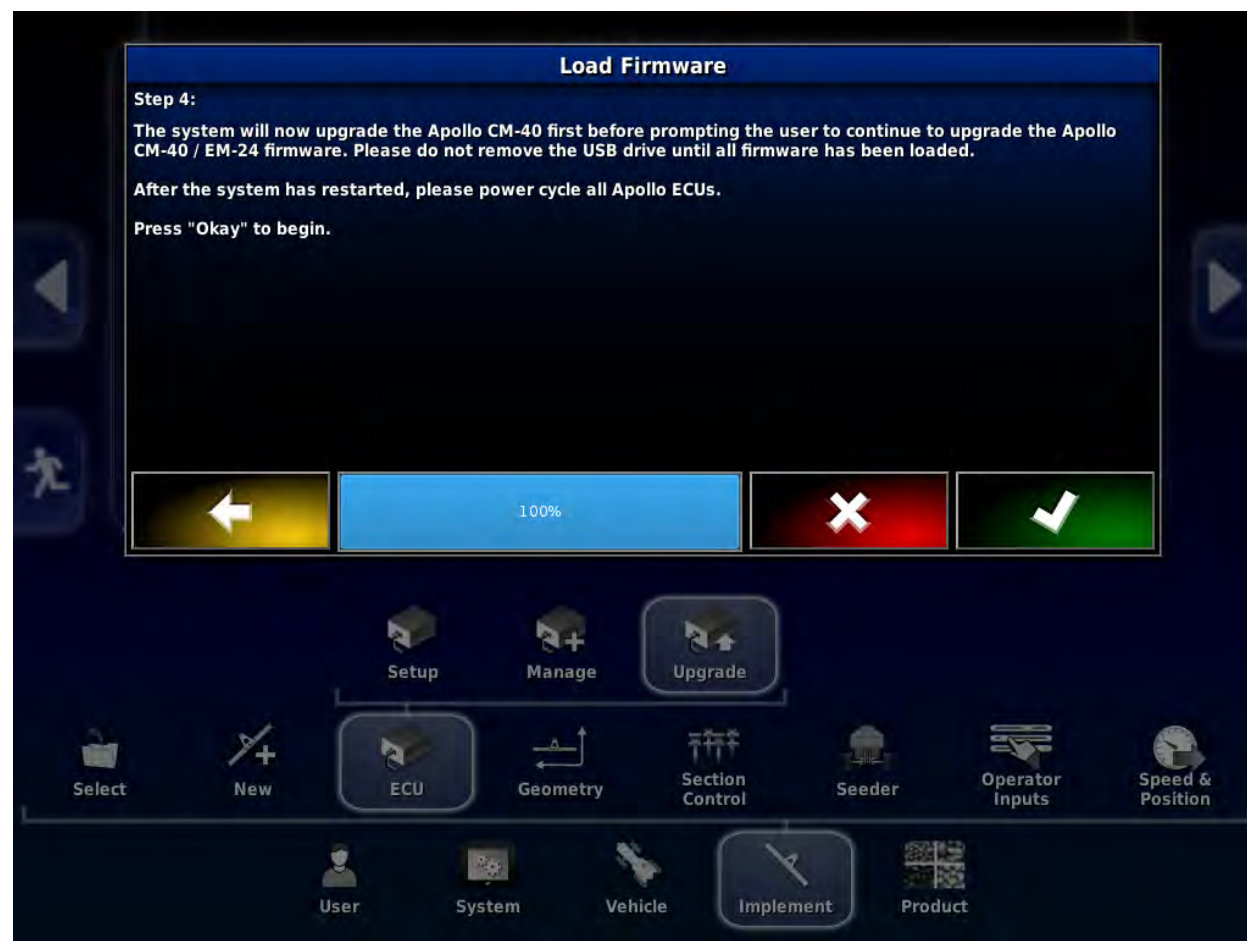 Load Firmware
Step 4:
The system will now upgrade the Apollo CM-40 first before prompting the user to continue to upgrade the Apollo
CM-40 / EM-24 firmware. Please do not remove the USB drive until all firmware has been loaded.
After the system has restarted, please power cycle all Apollo ECUs.
Press "Okay" to begin.
100%
Setup
Manage
Upgrade
Select
New
ECU
Geometry
Section
Control
Seeder
Operator
Inputs
Speed &
Position
User
System
Vehicle
Implement
Product